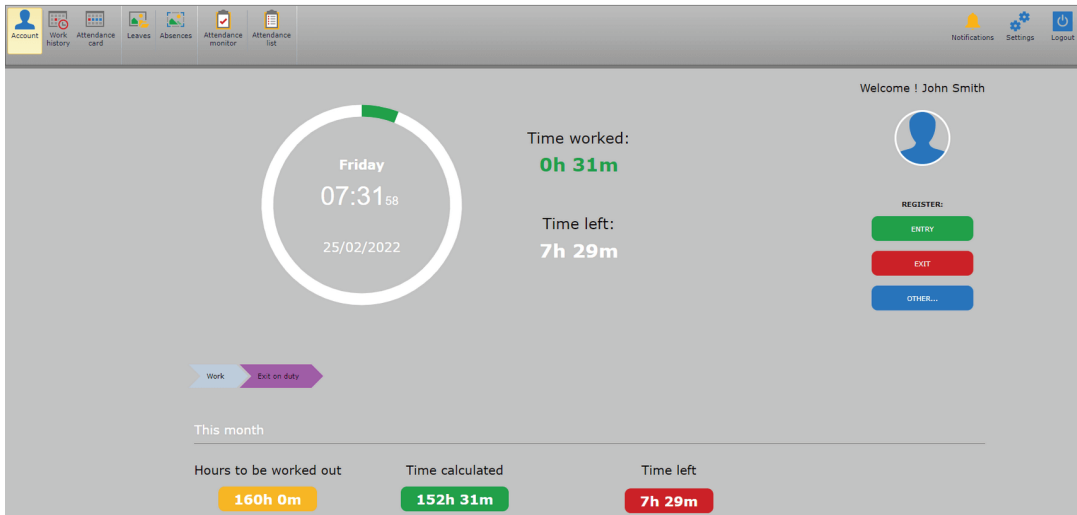 Account
Work
history
Attendance
card
Leaves
Absences
Attendance
monitor
Attendance
list
Notifications
Settings
Logout
Welcome ! John Smith
Friday
07:31 58
25/02/2022
Time worked:
0h 31m
Time left:
7h 29m
REGISTER:
ENTRY
EXIT
OTHER...
Work
Exit on duty
This month
Hours to be worked out
160h 0m
Time calculated
152h 31m
Time left
7h 29m